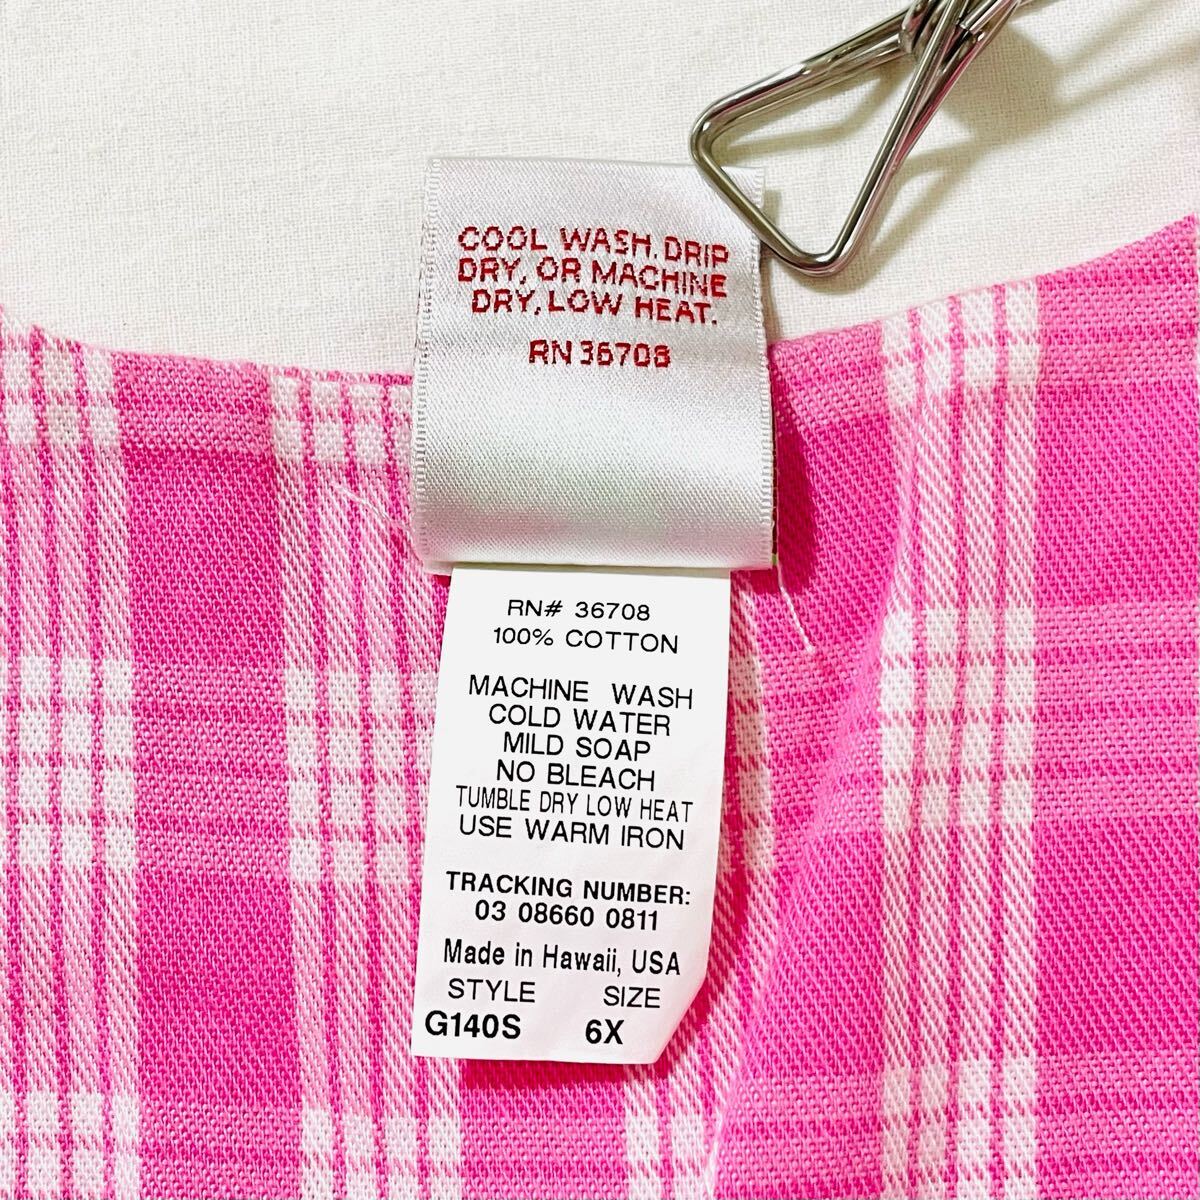 COOL WASH. DRIP
DRY, OR MACHINE
DRY, LOW HEAT.
RN 36708
RN# 36708
100% COTTON
MACHINE WASH
COLD WATER
MILD SOAP
NO BLEACH
TUMBLE DRY LOW HEAT
USE WARM IRON
TRACKING NUMBER:
03 08660 0811
Made in Hawaii, USA
STYLE SIZE
G140S 6X